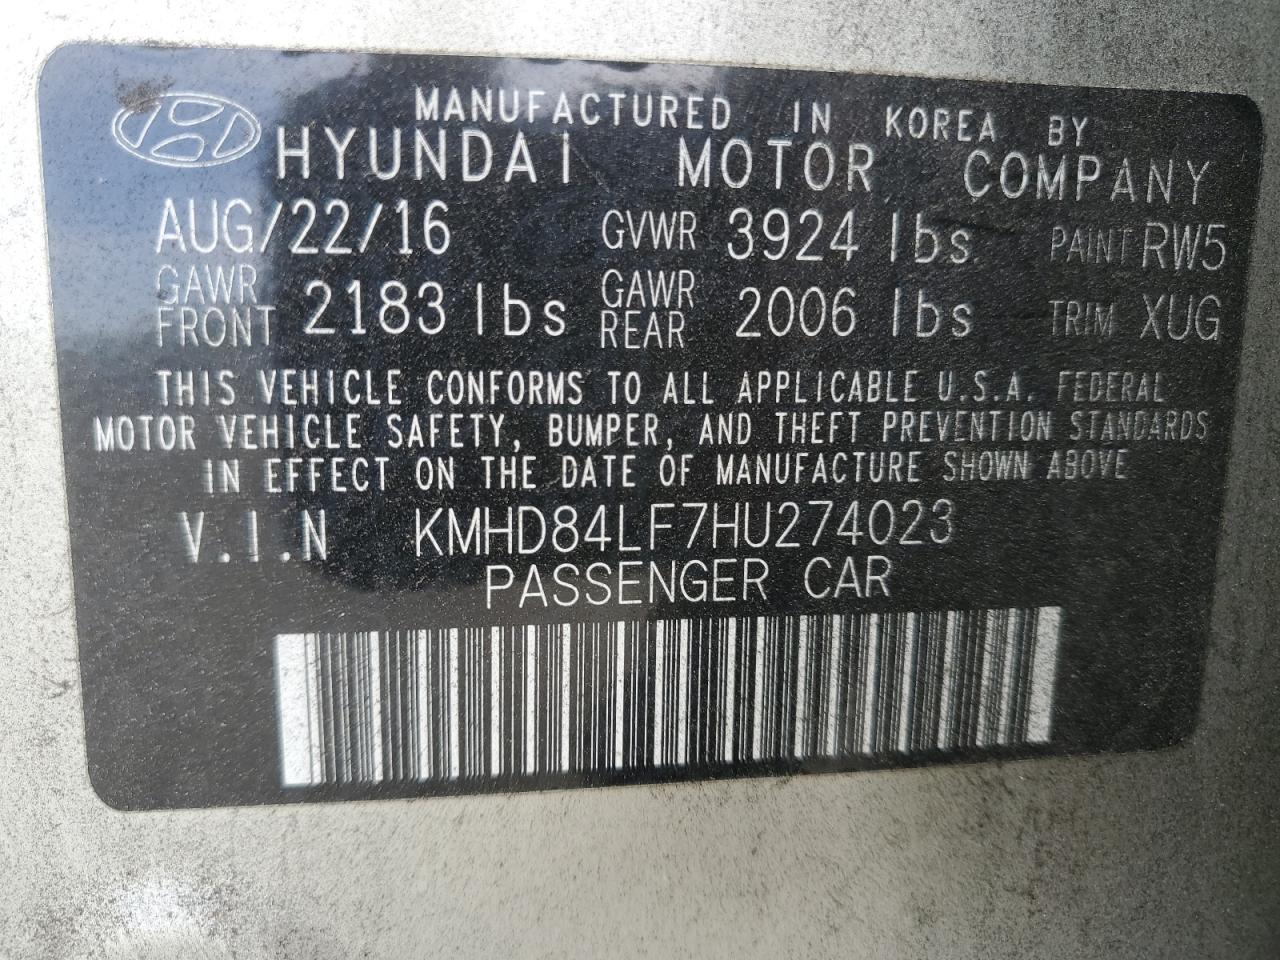 MANUFACTURED IN KOREA BY
HYUNDAI MOTOR COMPANY
AUG/22/16 GVWR 3924 lbs PAINT RW5
GAWR FRONT 2183 lbs GAWR REAR 2006 lbs TRIM XUG
THIS VEHICLE CONFORMS TO ALL APPLICABLE U.S.A. FEDERAL
MOTOR VEHICLE SAFETY, BUMPER, AND THEFT PREVENTION STANDARDS
IN EFFECT ON THE DATE OF MANUFACTURE SHOWN ABOVE
V.I.N KMHD84LF7HU274023
PASSENGER CAR